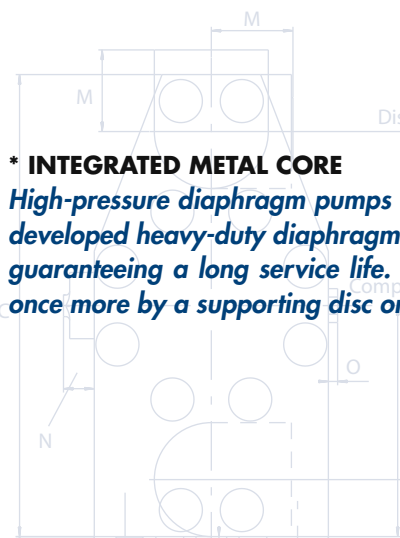 M
M
Dis
* INTEGRATED METAL CORE
High-pressure diaphragm pumps
developed heavy-duty diaphragm
guaranteeing a long service life.
once more by a supporting disc or
Comp
C
O
N